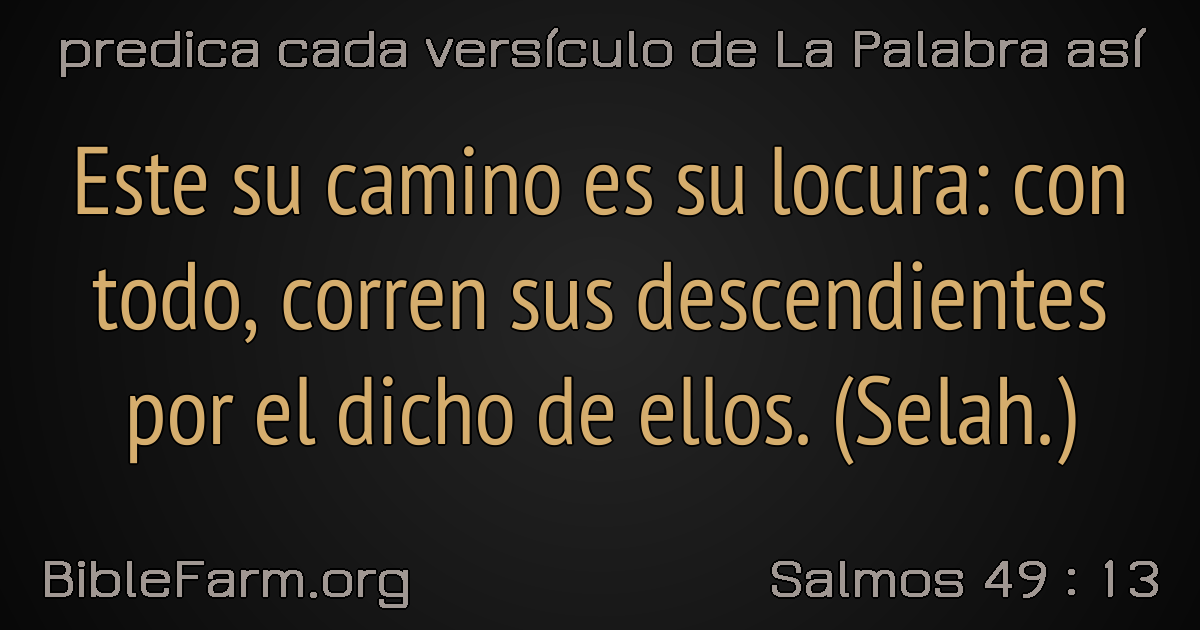 predica cada versículo de La Palabra así
Este su camino es su locura: con
todo, corren sus descendientes
por el dicho de ellos. (Selah.)
BibleFarm.org
Salmos 49 : 13